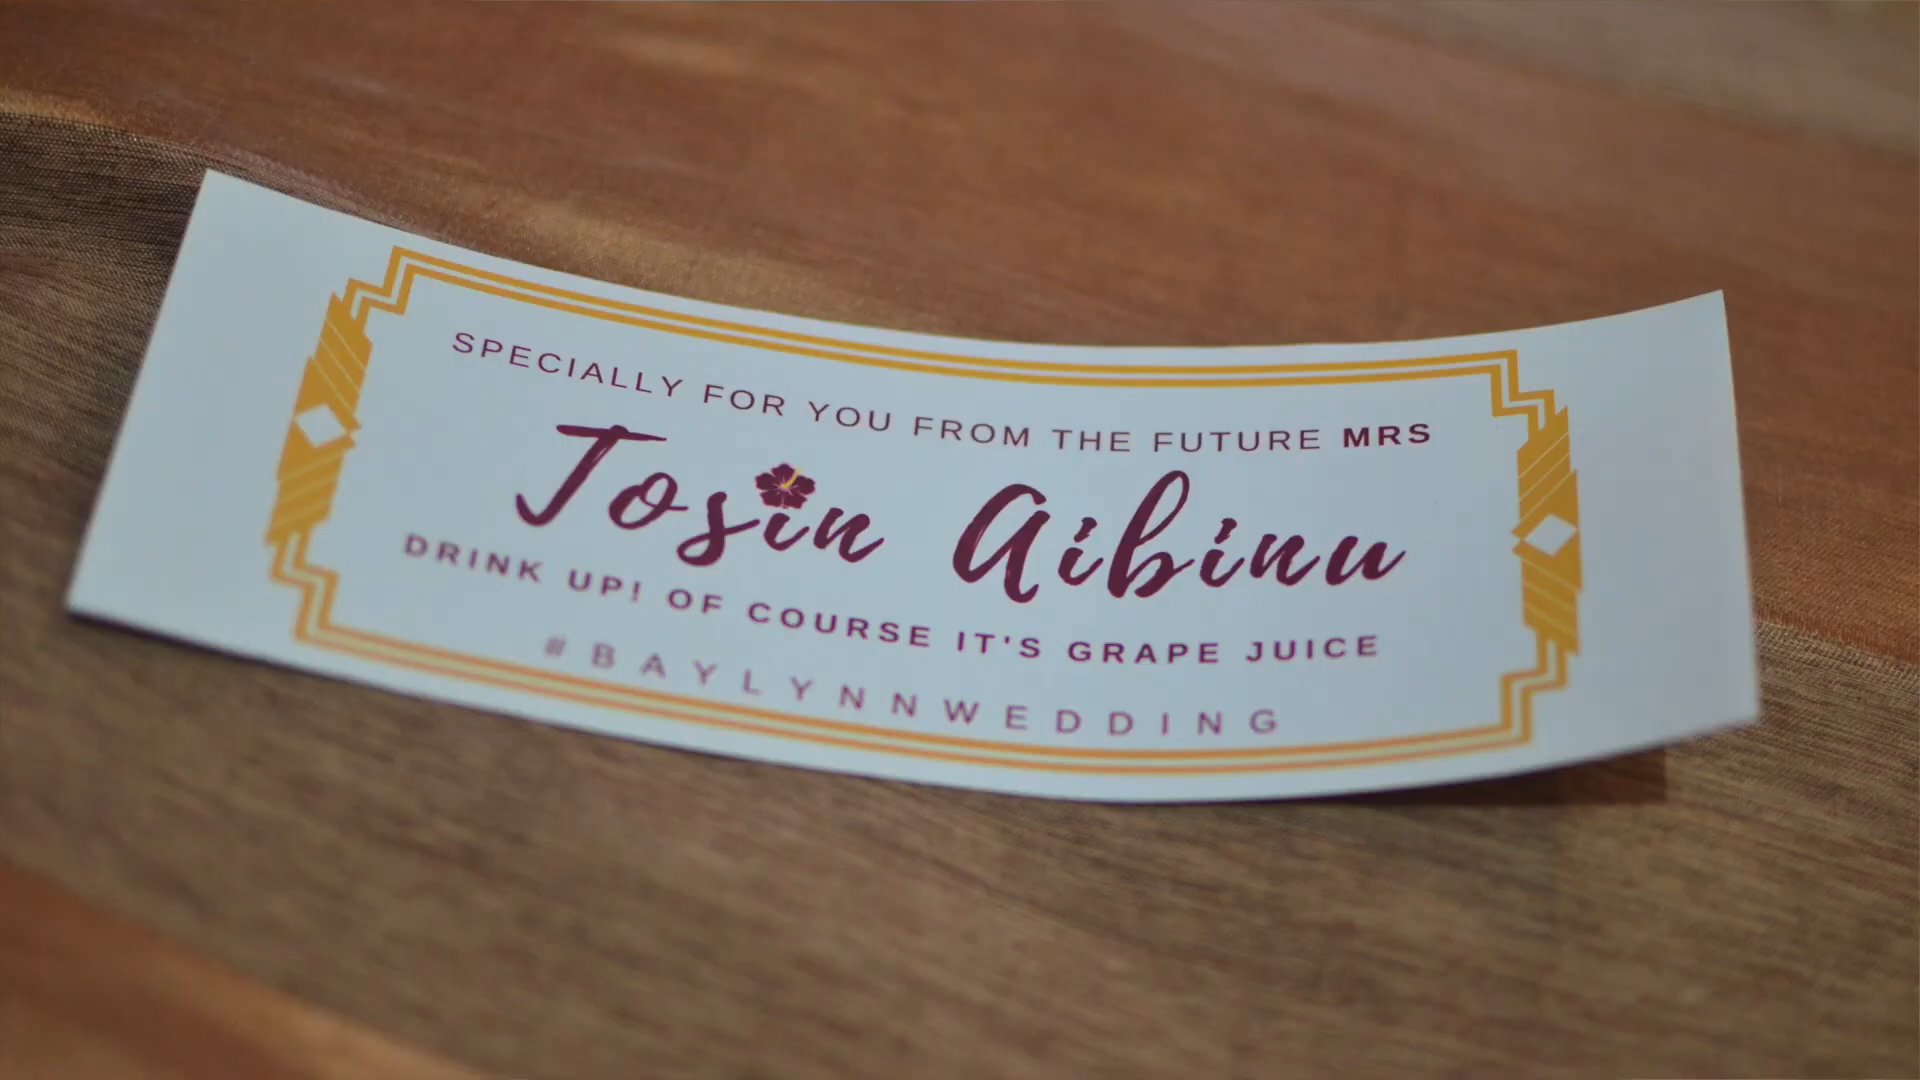 SPECIALLY FOR YOU FROM THE FUTURE MRS
Tosin Aibinu
DRINK UP! OF COURSE IT'S GRAPE JUICE
#BAYLYNNWEDDING